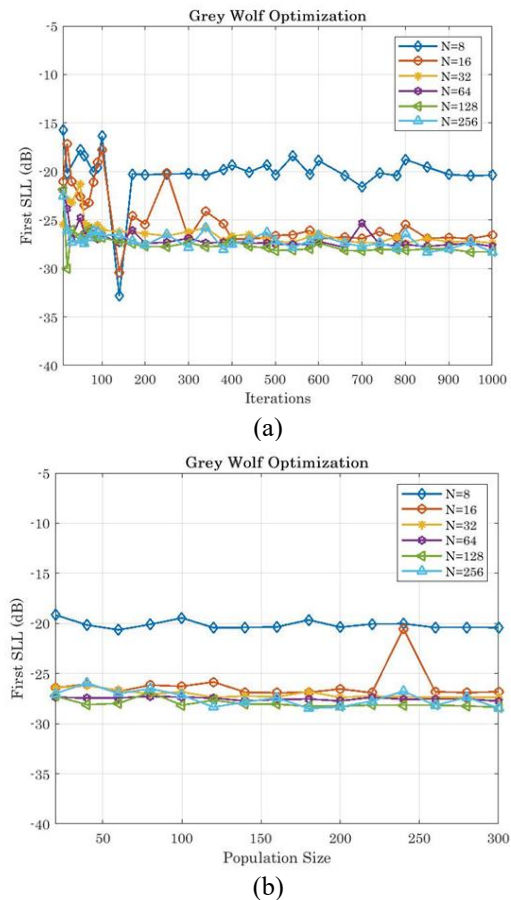 Grey Wolf Optimization
-5
-10
-15
-20
-25
-30
-35
-40
First SLL (dB)
N=8
N=16
N=32
N=64
N=128
N=256
100 200 300 400 500 600 700 800 900 1000
Iterations
(a)
Grey Wolf Optimization
-5
-10
-15
-20
-25
-30
-35
-40
First SLL (dB)
N=8
N=16
N=32
N=64
N=128
N=256
50 100 150 200 250 300
Population Size
(b)